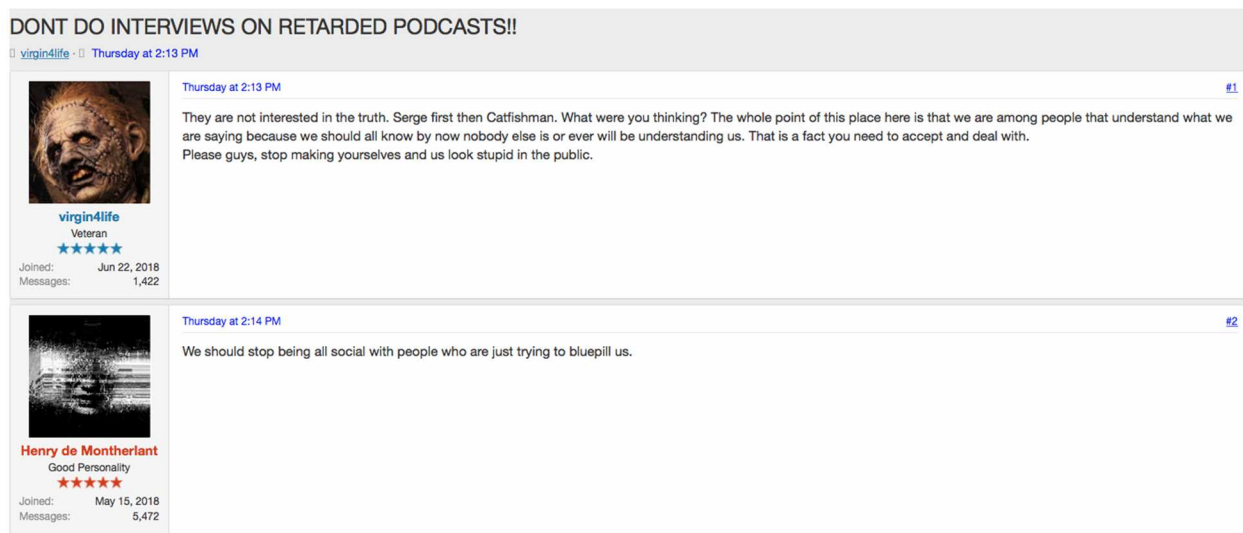 DONT DO INTERVIEWS ON RETARDED PODCASTS!!
virgin4life · Thursday at 2:13 PM
Thursday at 2:13 PM #1
They are not interested in the truth. Serge first then Catfishman. What were you thinking? The whole point of this place here is that we are among people that understand what we
are saying because we should all know by now nobody else is or ever will be understanding us. That is a fact you need to accept and deal with.
Please guys, stop making yourselves and us look stupid in the public.
virgin4life
Veteran
★★★★★
Joined: Jun 22, 2018
Messages: 1,422
Thursday at 2:14 PM #2
We should stop being all social with people who are just trying to bluepill us.
Henry de Montherlant
Good Personality
★★★★★
Joined: May 15, 2018
Messages: 5,472